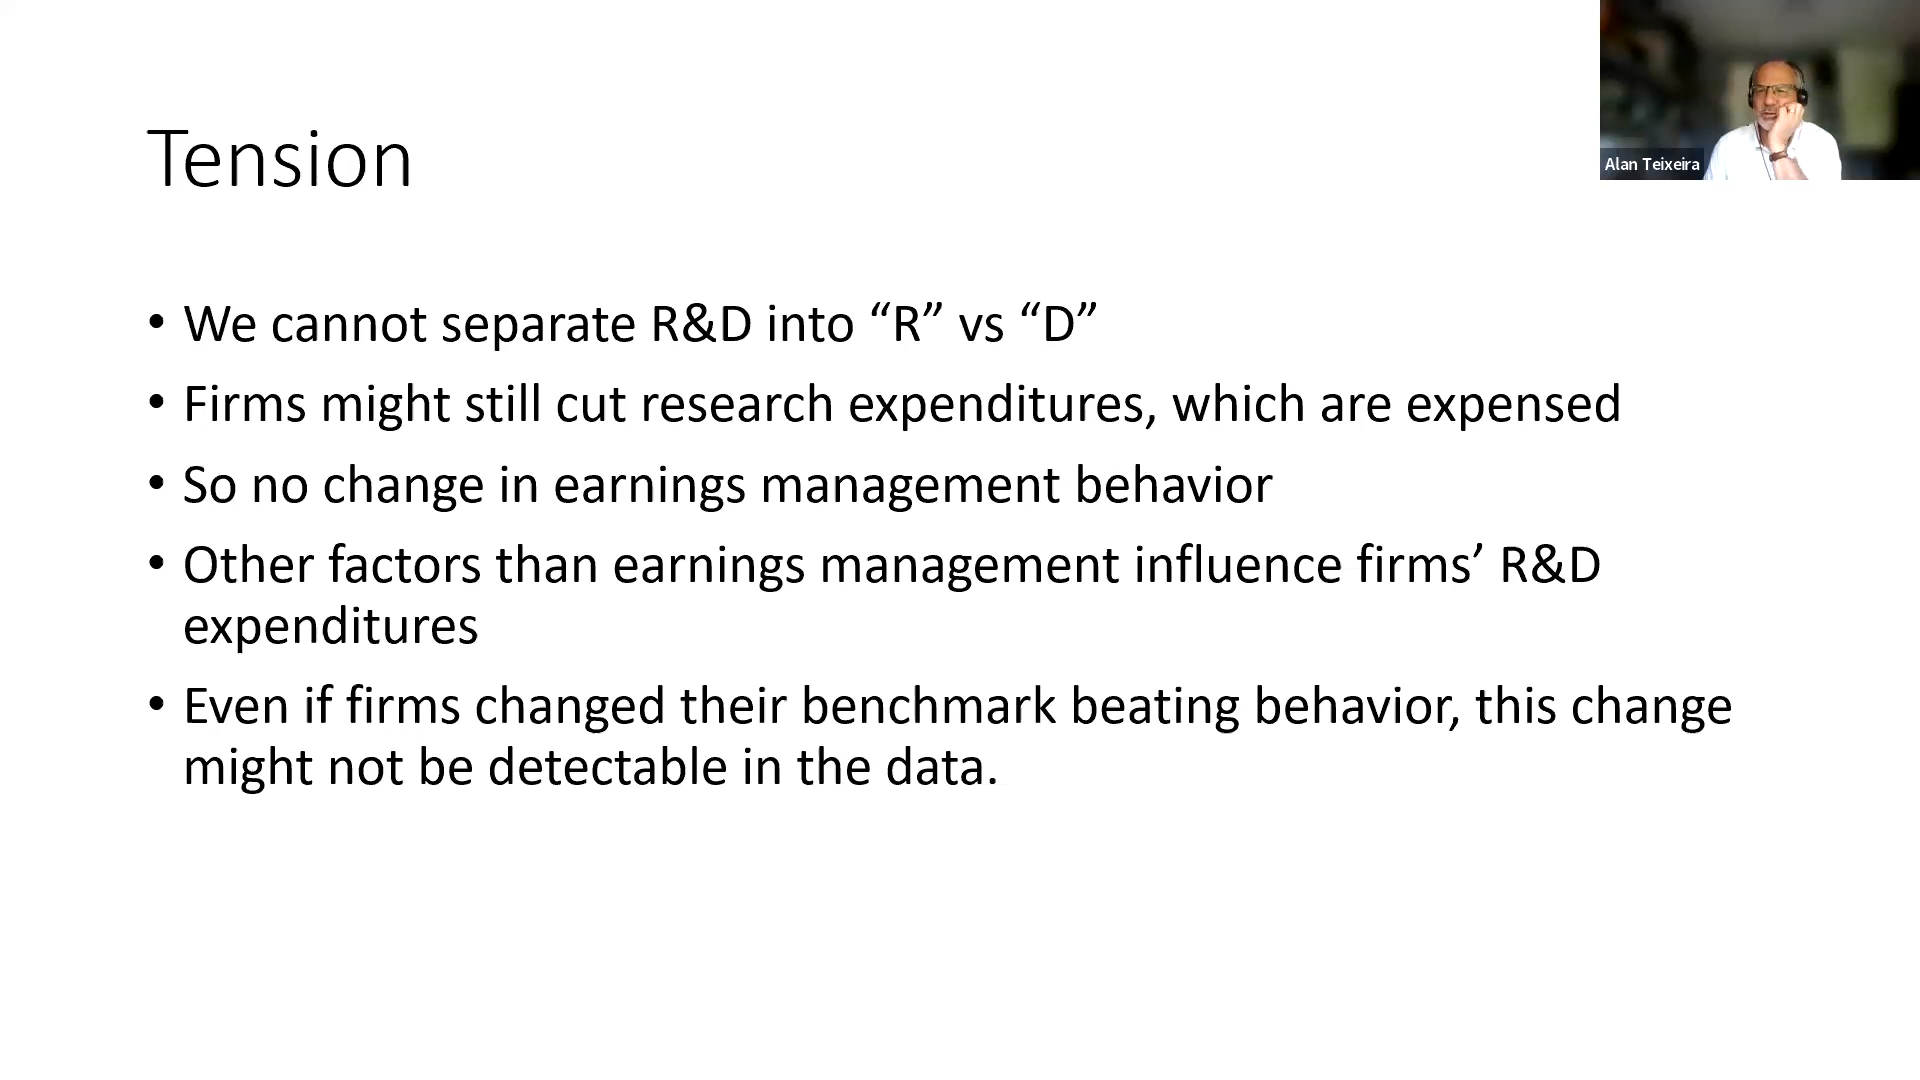 Tension
Alan Teixeira
• We cannot separate R&D into “R” vs “D”
• Firms might still cut research expenditures, which are expensed
• So no change in earnings management behavior
• Other factors than earnings management influence firms’ R&D
expenditures
• Even if firms changed their benchmark beating behavior, this change
might not be detectable in the data.